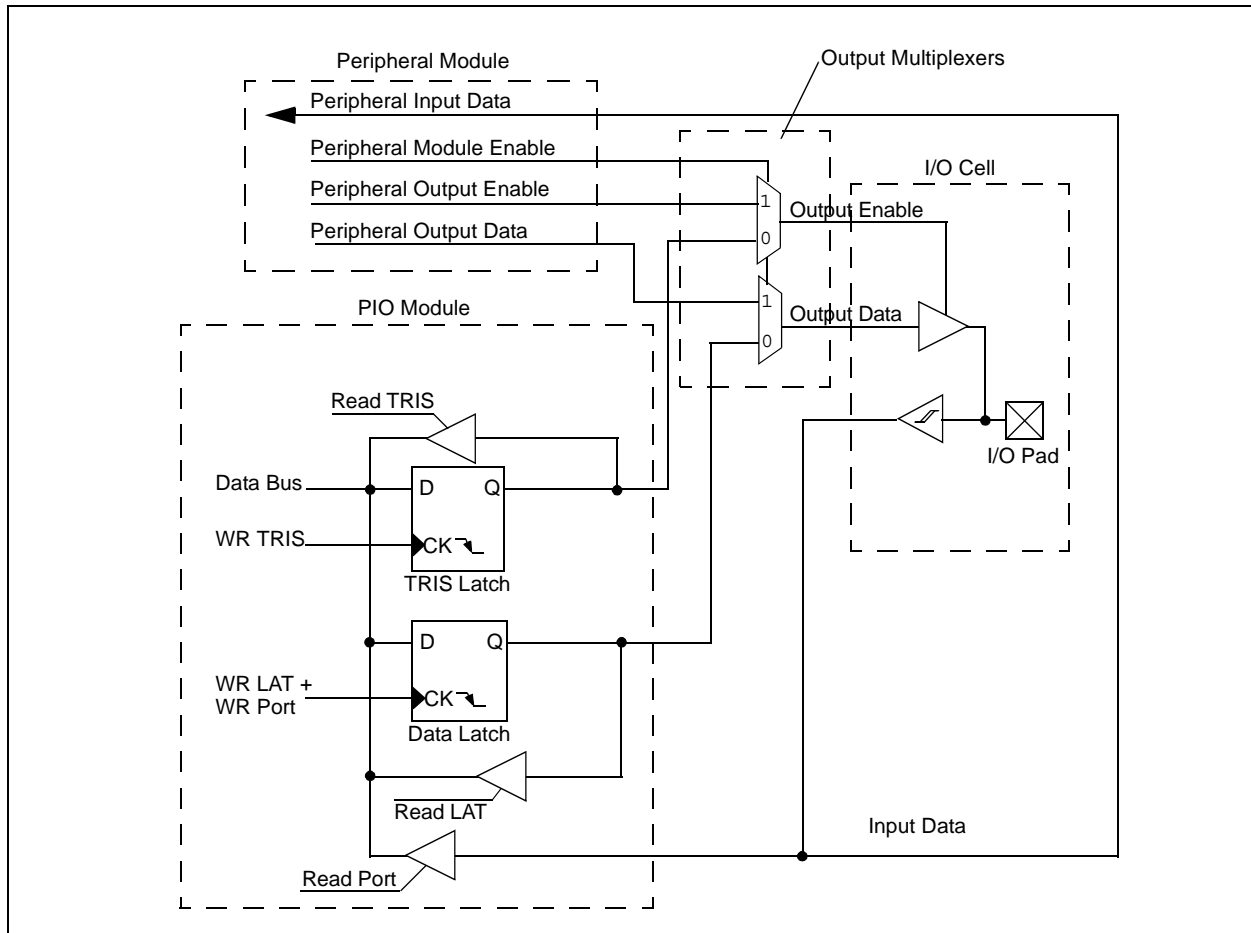 Peripheral Module
Output Multiplexers
Peripheral Input Data
Peripheral Module Enable
I/O Cell
Peripheral Output Enable
1
Output Enable
Peripheral Output Data
0
PIO Module
1
Output Data
0
Read TRIS
I/O Pad
Data Bus
D Q
WR TRIS
CK
TRIS Latch
D Q
WR LAT +
WR Port
CK
Data Latch
Read LAT
Input Data
Read Port